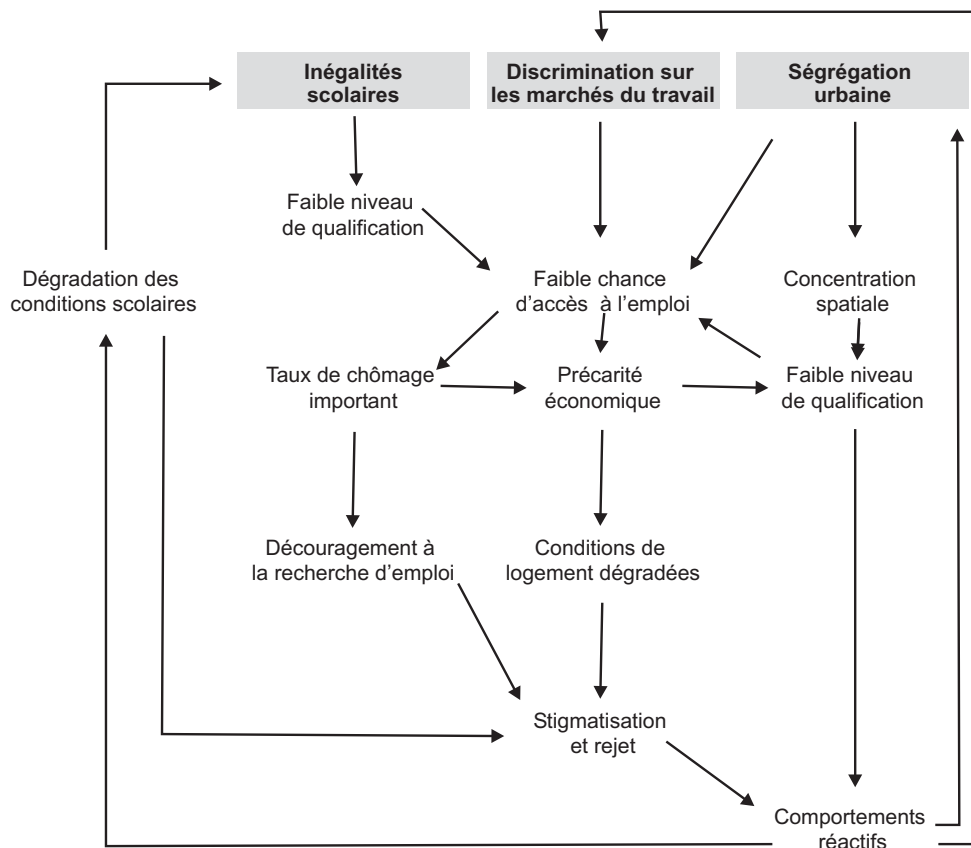 Inégalités
scolaires
Discrimination sur
les marchés du travail
Ségrégation
urbaine
Faible niveau
de qualification
Dégradation des
conditions scolaires
Faible chance
d’accès  à l’emploi
Concentration
spatiale
Taux de chômage
important
Précarité
économique
Faible niveau
de qualification
Découragement à
la recherche d’emploi
Conditions de
logement dégradées
Stigmatisation
et rejet
Comportements
réactifs